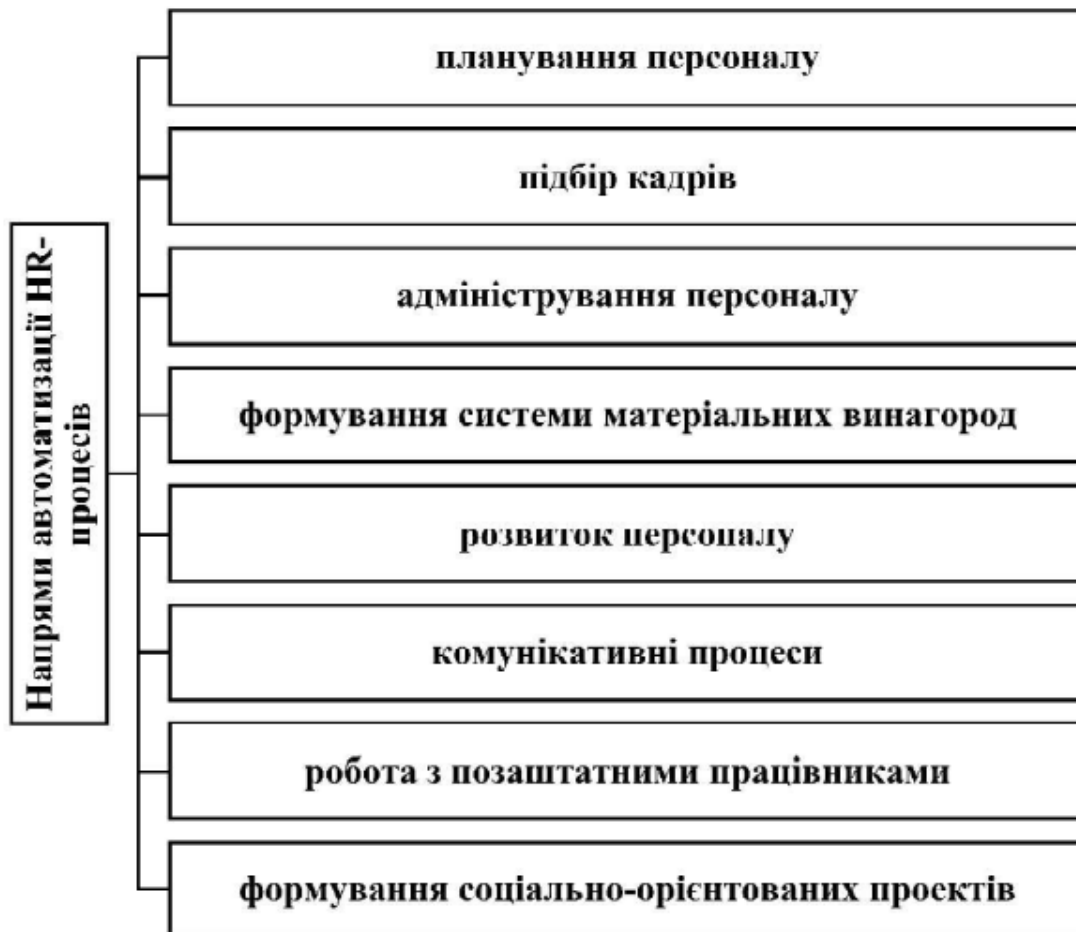 Напрями автоматизації HR-
процесів
планування персоналу
підбір кадрів
адміністрування персоналу
формування системи матеріальних винагород
розвиток персоналу
комунікативні процеси
робота з позаштатними працівниками
формування соціально-орієнтованих проектів